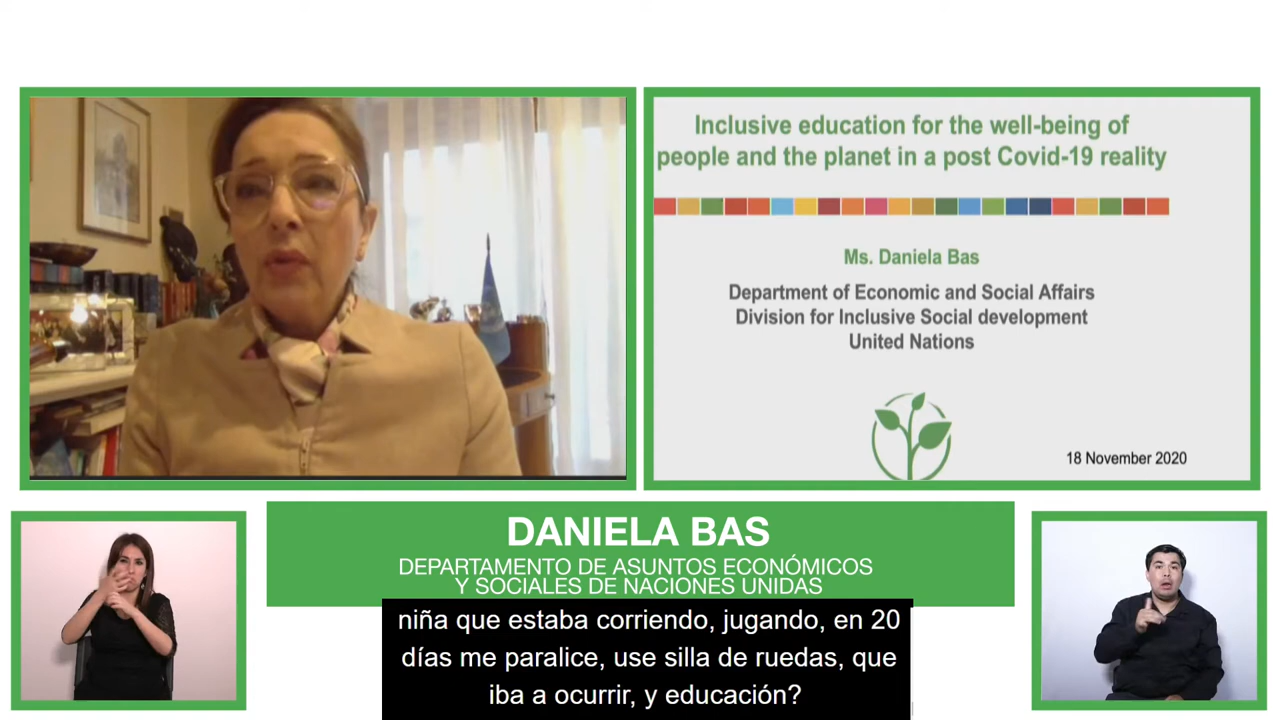 Inclusive education for the well-being of
people and the planet in a post Covid-19 reality
Ms. Daniela Bas
Department of Economic and Social Affairs
Division for Inclusive Social development
United Nations
18 November 2020
DANIELA BAS
DEPARTAMENTO DE ASUNTOS ECONÓMICOS
Y SOCIALES DE NACIONES UNIDAS
niña que estaba corriendo, jugando, en 20
días me paralice, use silla de ruedas, que
iba a ocurrir, y educación?